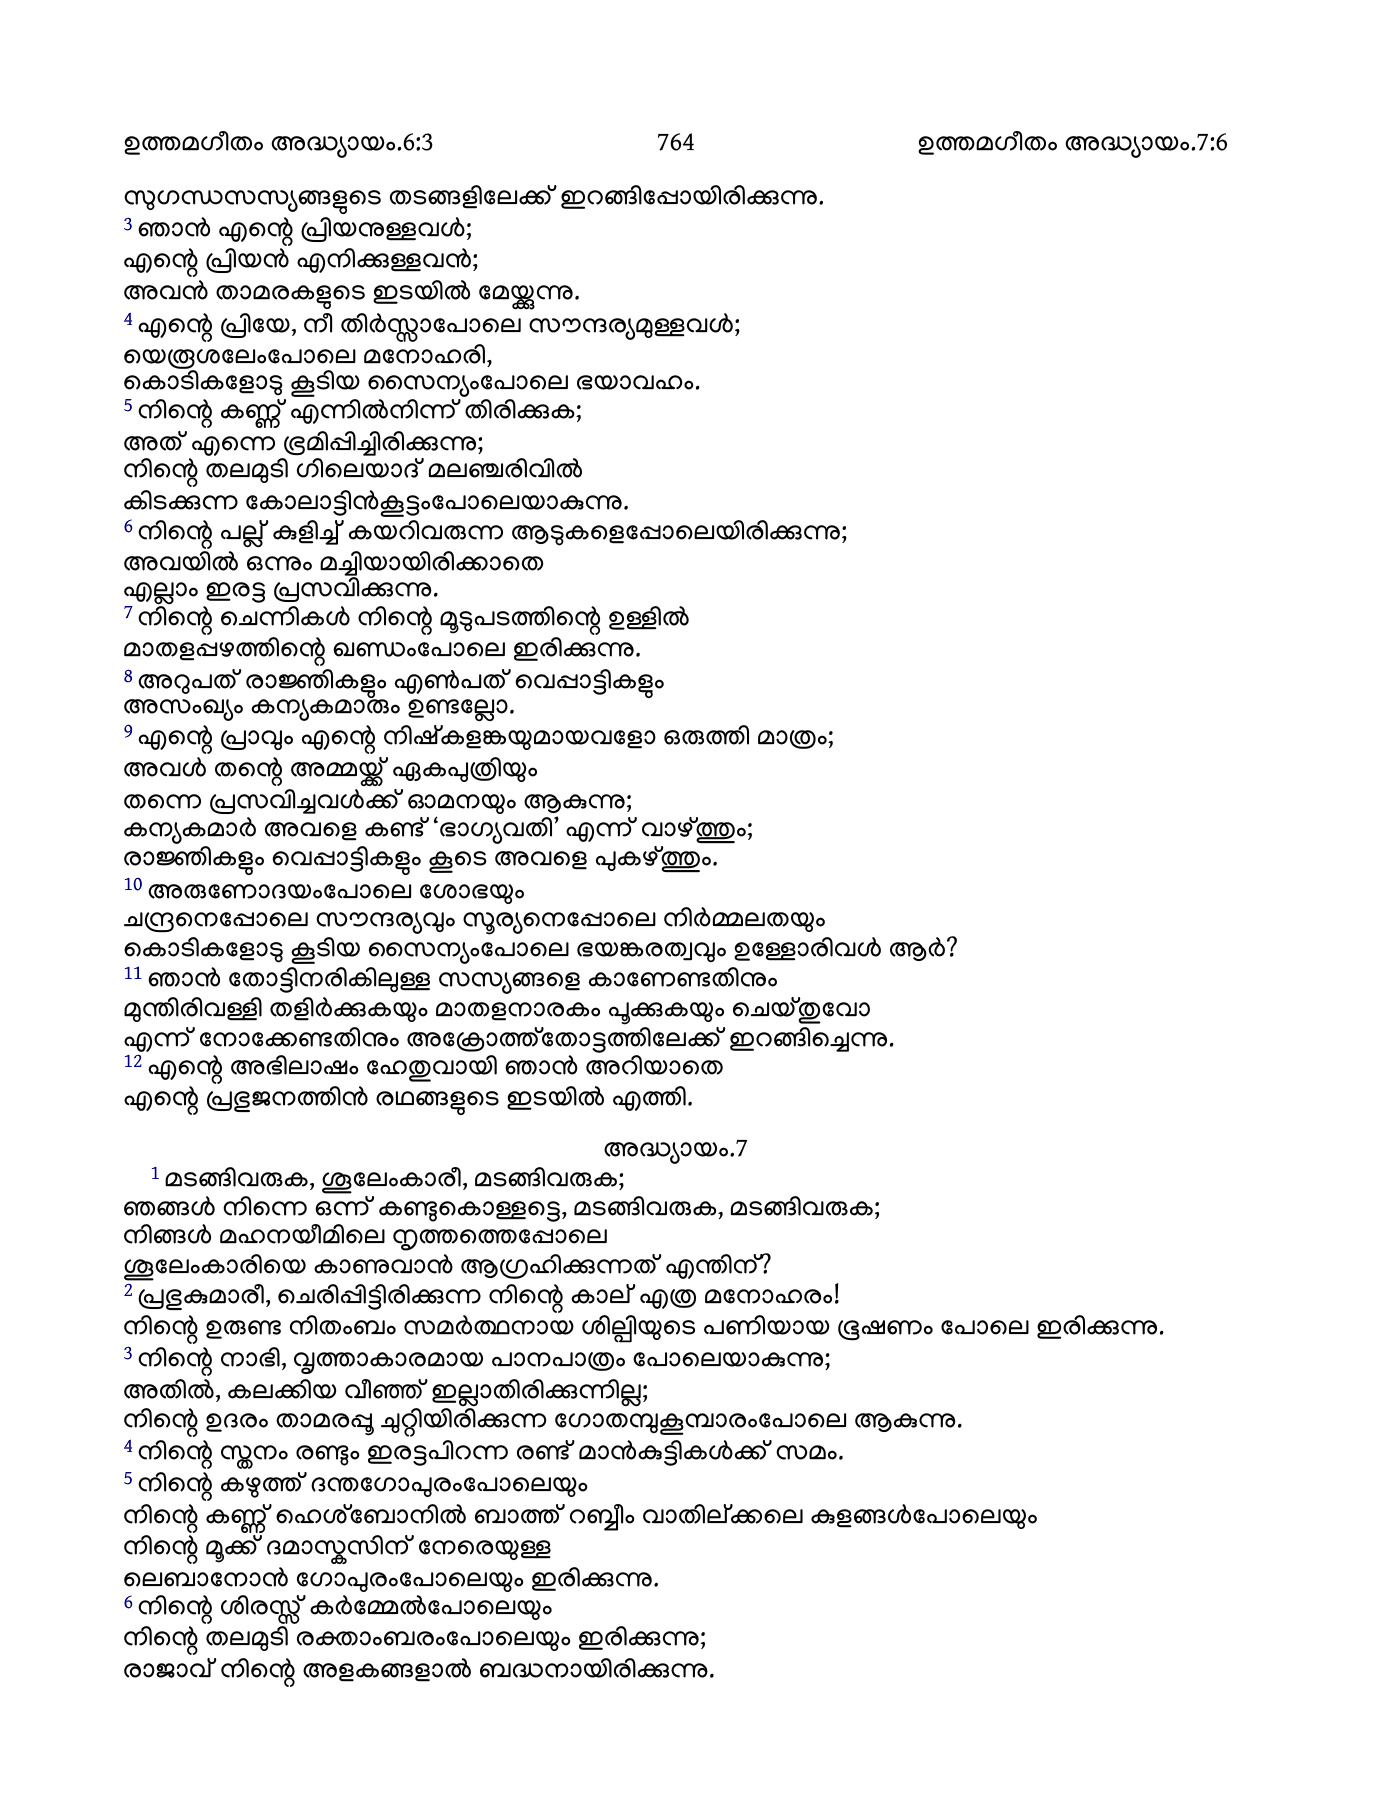 ഉത്തമഗീതം അദ്ധ്യായം.6:3 764 ഉത്തമഗീതം അദ്ധ്യായം.7:6
സുഗന്ധസസ്യങ്ങളുടെ തടങ്ങളിലേക്ക് ഇറങ്ങിപ്പോയിരിക്കുന്നു.
3 ഞാൻ എന്റെ പ്രിയനുള്ളവൾ;
എന്റെ പ്രിയൻ എനിക്കുള്ളവൻ;
അവൻ താമരകളുടെ ഇടയിൽ മേയ്ക്കുന്നു.
4 എന്റെ പ്രിയേ, നീ തിർസ്സാപോലെ സൗന്ദര്യമുള്ളവൾ;
യെരൂശലേംപോലെ മനോഹരി,
കൊടികളോടു കൂടിയ സൈന്യംപോലെ ഭയാവഹം.
5 നിന്റെ കണ്ണ് എന്നിൽനിന്ന് തിരിക്കുക;
അത് എന്നെ ഭ്രമിപ്പിച്ചിരിക്കുന്നു;
നിന്റെ തലമുടി ഗിലെയാദ് മലഞ്ചരിവിൽ
കിടക്കുന്ന കോലാട്ടിൻകൂട്ടംപോലെയാകുന്നു.
6 നിന്റെ പല്ല് കുളിച്ച് കയറിവരുന്ന ആടുകളെപ്പോലെയിരിക്കുന്നു;
അവയിൽ ഒന്നും മച്ചിയായിരിക്കാതെ
എല്ലാം ഇരട്ട പ്രസവിക്കുന്നു.
7 നിന്റെ ചെന്നികൾ നിന്റെ മൂടുപടത്തിന്റെ ഉള്ളിൽ
മാതളപ്പഴത്തിന്റെ ഖണ്ഡംപോലെ ഇരിക്കുന്നു.
8 അറുപത് രാജ്ഞികളും എൺപത് വെപ്പാട്ടികളും
അസംഖ്യം കന്യകമാരും ഉണ്ടല്ലോ.
9 എന്റെ പ്രാവും എന്റെ നിഷ്കളങ്കയുമായവളോ ഒരുത്തി മാത്രം;
അവൾ തന്റെ അമ്മയ്ക്ക് ഏകപുത്രിയും
തന്നെ പ്രസവിച്ചവൾക്ക് ഓമനയും ആകുന്നു;
കന്യകമാർ അവളെ കണ്ട് ‘ഭാഗ്യവതി’ എന്ന് വാഴ്ത്തും;
രാജ്ഞികളും വെപ്പാട്ടികളും കൂടെ അവളെ പുകഴ്ത്തും.
10 അരുണോദയംപോലെ ശോഭയും
ചന്ദ്രനെപ്പോലെ സൗന്ദര്യവും സൂര്യനെപ്പോലെ നിർമ്മലതയും
കൊടികളോടു കൂടിയ സൈന്യംപോലെ ഭയങ്കരത്വവും ഉള്ളോരിവൾ ആർ?
11 ഞാൻ തോട്ടിനരികിലുള്ള സസ്യങ്ങളെ കാണേണ്ടതിനും
മുന്തിരിവള്ളി തളിർക്കുകയും മാതളനാരകം പൂക്കുകയും ചെയ്തുവോ
എന്ന് നോക്കേണ്ടതിനും അക്രോത്ത്തോട്ടത്തിലേക്ക് ഇറങ്ങിച്ചെന്നു.
12 എന്റെ അഭിലാഷം ഹേതുവായി ഞാൻ അറിയാതെ
എന്റെ പ്രഭുജനത്തിൻ രഥങ്ങളുടെ ഇടയിൽ എത്തി.
അദ്ധ്യായം.7
1 മടങ്ങിവരുക, ശൂലേംകാരീ, മടങ്ങിവരുക;
ഞങ്ങൾ നിന്നെ ഒന്ന് കണ്ടുകൊള്ളട്ടെ, മടങ്ങിവരുക, മടങ്ങിവരുക;
നിങ്ങൾ മഹനയീമിലെ നൃത്തത്തെപ്പോലെ
ശൂലേംകാരിയെ കാണുവാൻ ആഗ്രഹിക്കുന്നത് എന്തിന്?
2 പ്രഭുകുമാരീ, ചെരിപ്പിട്ടിരിക്കുന്ന നിന്റെ കാല് എത്ര മനോഹരം!
നിന്റെ ഉരുണ്ട നിതംബം സമർത്ഥനായ ശില്പിയുടെ പണിയായ ഭൂഷണം പോലെ ഇരിക്കുന്നു.
3 നിന്റെ നാഭി, വൃത്താകാരമായ പാനപാത്രം പോലെയാകുന്നു;
അതിൽ, കലക്കിയ വീഞ്ഞ് ഇല്ലാതിരിക്കുന്നില്ല;
നിന്റെ ഉദരം താമരപ്പൂ ചുറ്റിയിരിക്കുന്ന ഗോതമ്പുകൂമ്പാരംപോലെ ആകുന്നു.
4 നിന്റെ സ്തനം രണ്ടും ഇരട്ടപിറന്ന രണ്ട് മാൻകുട്ടികൾക്ക് സമം.
5 നിന്റെ കഴുത്ത് ദന്തഗോപുരംപോലെയും
നിന്റെ കണ്ണ് ഹെശ്ബോനിൽ ബാത്ത് റബ്ബീം വാതില്ക്കലെ കുളങ്ങൾപോലെയും
നിന്റെ മൂക്ക് ദമാസ്കസിന് നേരെയുള്ള
ലെബാനോൻ ഗോപുരംപോലെയും ഇരിക്കുന്നു.
6 നിന്റെ ശിരസ്സ് കർമ്മേൽപോലെയും
നിന്റെ തലമുടി രക്താംബരംപോലെയും ഇരിക്കുന്നു;
രാജാവ് നിന്റെ അളകങ്ങളാൽ ബദ്ധനായിരിക്കുന്നു.